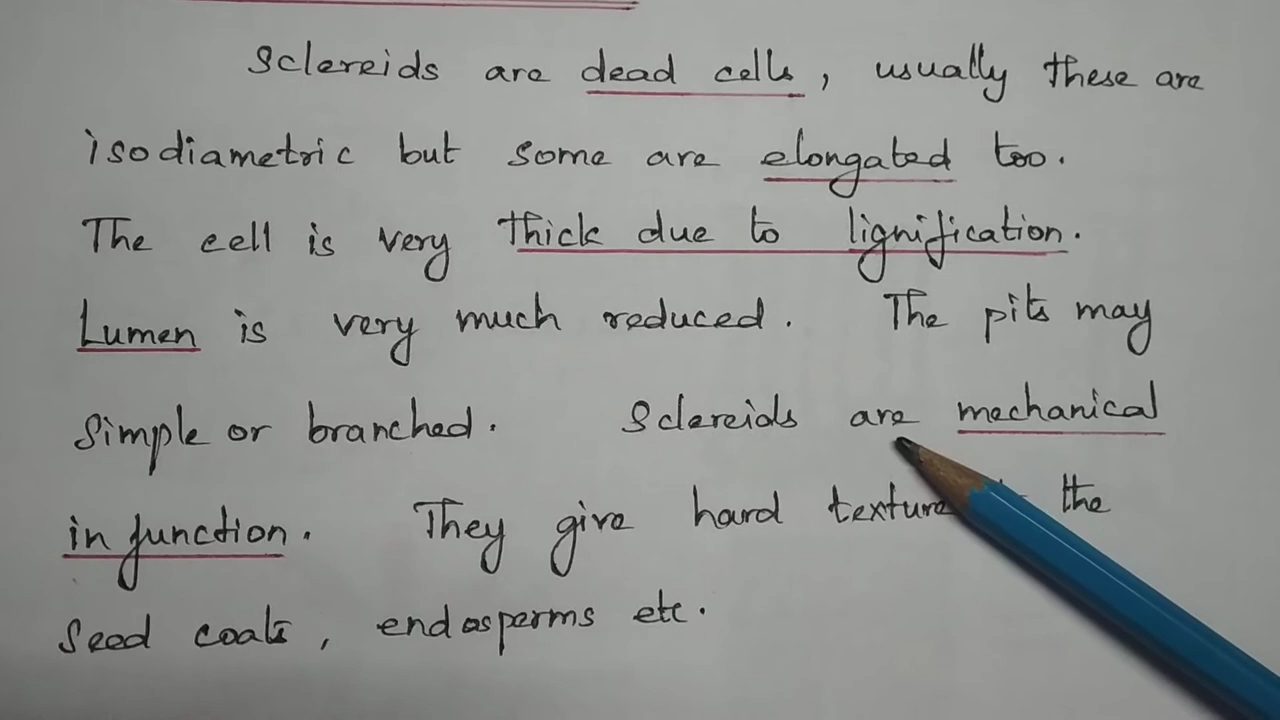 Sclereids are dead cells, usually these are
isodiametric but some are elongated too.
The cell is very thick due to lignification.
Lumen is very much reduced. The pits may
simple or branched. Sclereids are mechanical
in function. They give hard texture the
seed coats, endosperms etc.